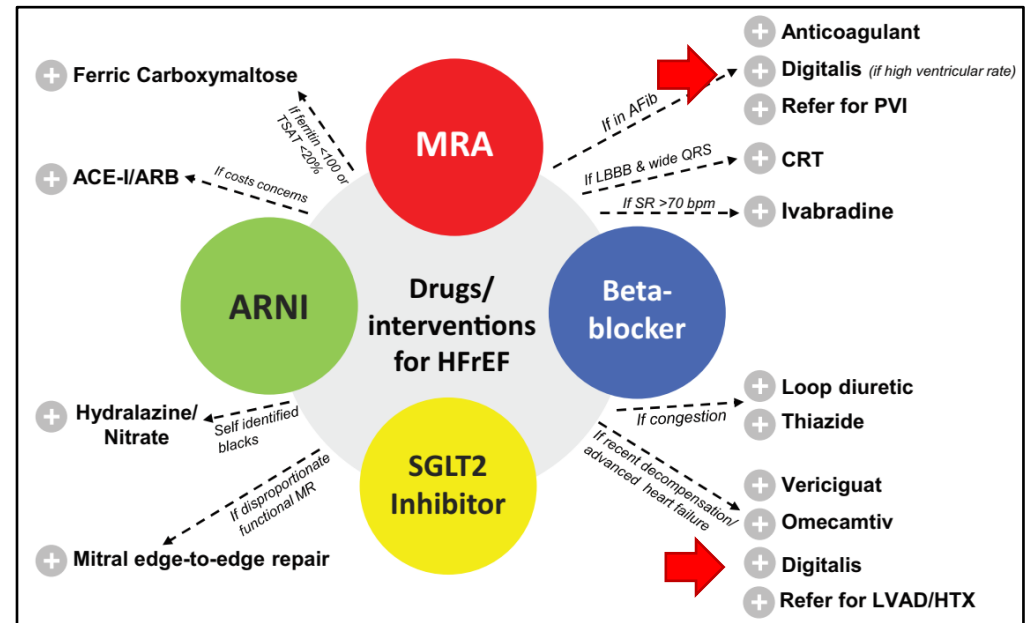 Ferric Carboxymaltose
If ferritin <100 or
TSAT <20%
ACE-I/ARB
If costs concerns
MRA
ARNI
Drugs/
interventions
for HFrEF
Beta-
blocker
SGLT2
Inhibitor
If in AFib
Anticoagulant
Digitalis (if high ventricular rate)
Refer for PVI
If LBBB & wide QRS
CRT
If SR >70 bpm
Ivabradine
Hydralazine/
Nitrate
Self identified
blacks
If disproportionate
functional MR
Mitral edge-to-edge repair
If congestion
Loop diuretic
Thiazide
If recent decompensation/
advanced heart failure
Vericiguat
Omecamtiv
Digitalis
Refer for LVAD/HTX